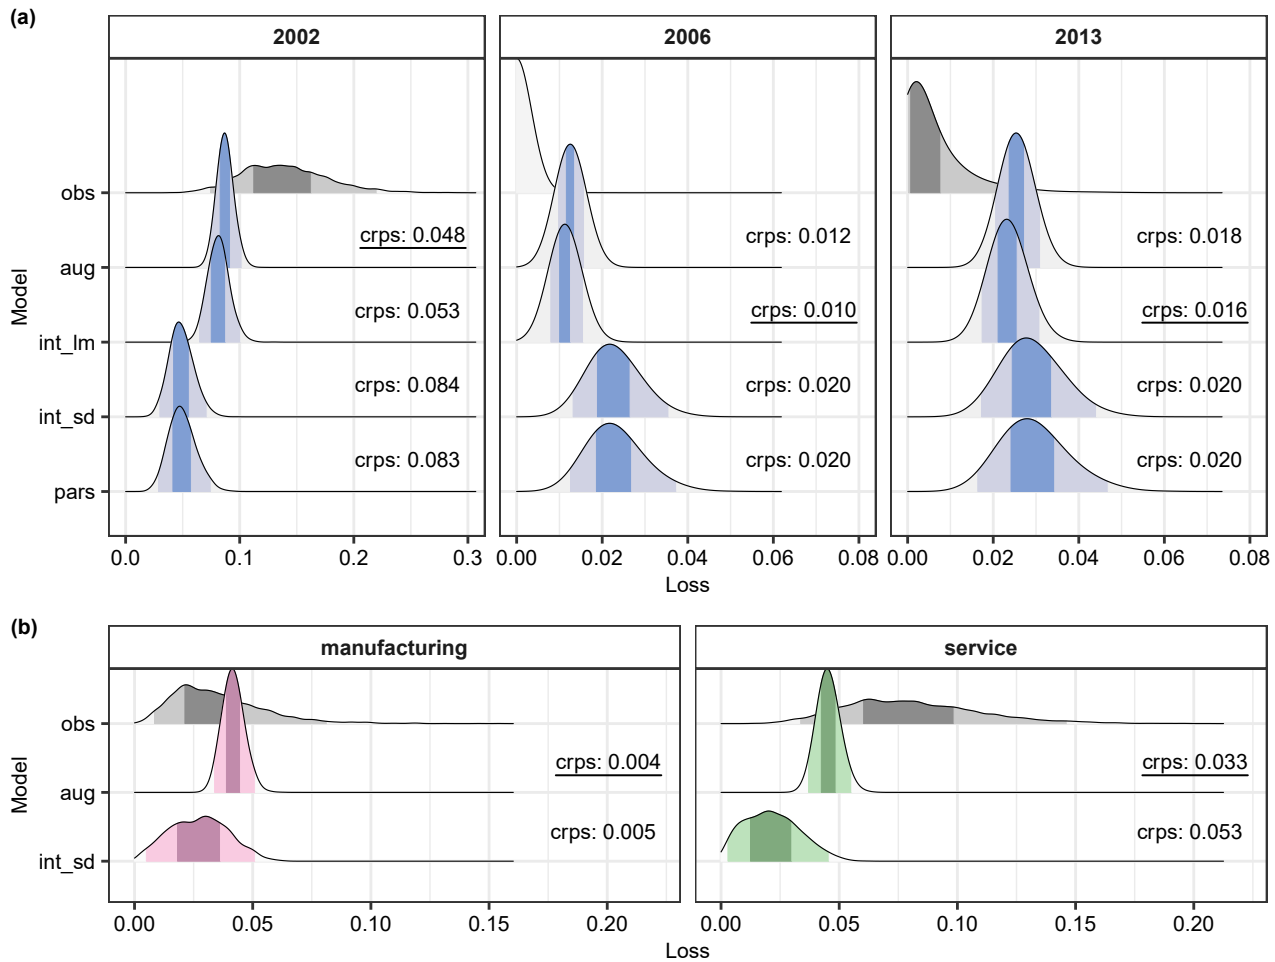 (a)
2002 2006 2013
Model
obs
aug
int_lm
int_sd
pars
crps: 0.048 crps: 0.012 crps: 0.018
crps: 0.053 crps: 0.010 crps: 0.016
crps: 0.084 crps: 0.020 crps: 0.020
crps: 0.083 crps: 0.020 crps: 0.020
0.0 0.1 0.2 0.3 0.00 0.02 0.04 0.06 0.08 0.00 0.02 0.04 0.06 0.08
Loss
(b)
manufacturing service
Model
obs
aug
int_sd
crps: 0.004 crps: 0.033
crps: 0.005 crps: 0.053
0.00 0.05 0.10 0.15 0.20 0.00 0.05 0.10 0.15 0.20
Loss